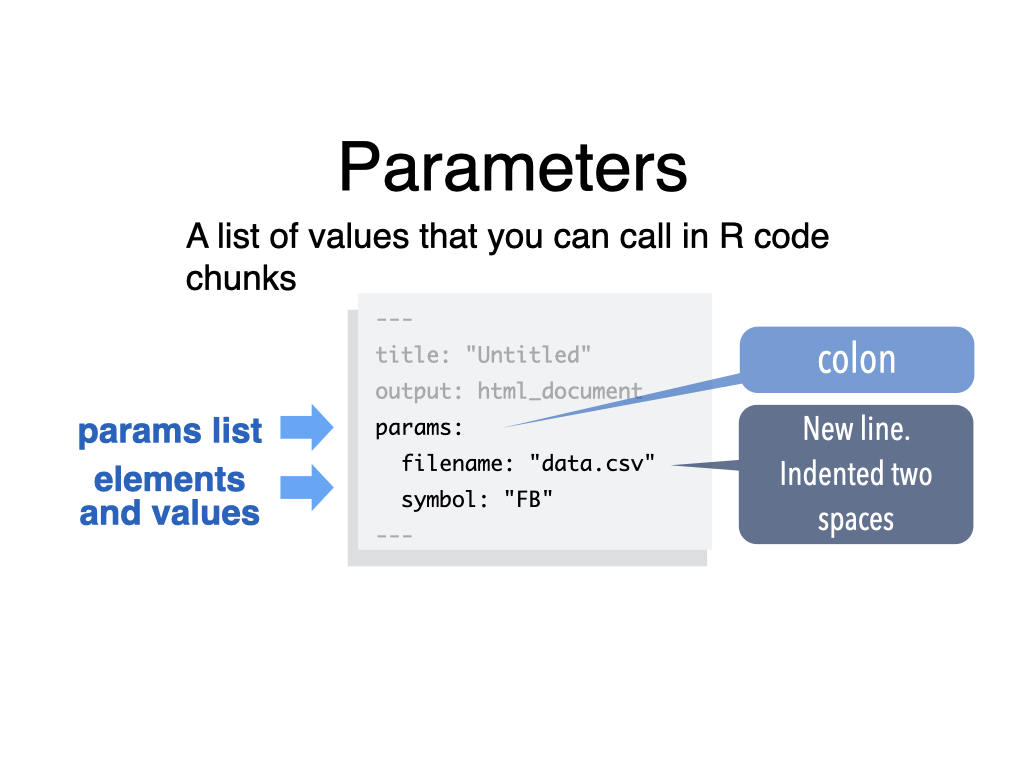 Parameters
A list of values that you can call in R code
chunks
---
title: "Untitled"
output: html_document
params:
  filename: "data.csv"
  symbol: "FB"
---
params list
elements
and values
colon
New line.
Indented two
spaces